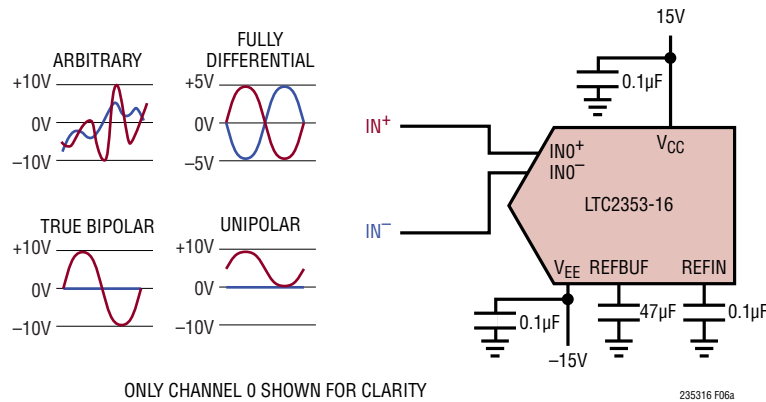 ARBITRARY
+10V
0V
–10V
FULLY
DIFFERENTIAL
+5V
0V
–5V
TRUE BIPOLAR
+10V
0V
–10V
UNIPOLAR
+10V
0V
–10V
IN+
IN–
15V
0.1µF
VCC
IN0+
IN0–
LTC2353-16
VEE
REFBUF
REFIN
0.1µF
47µF
0.1µF
–15V
ONLY CHANNEL 0 SHOWN FOR CLARITY
235316 F06a